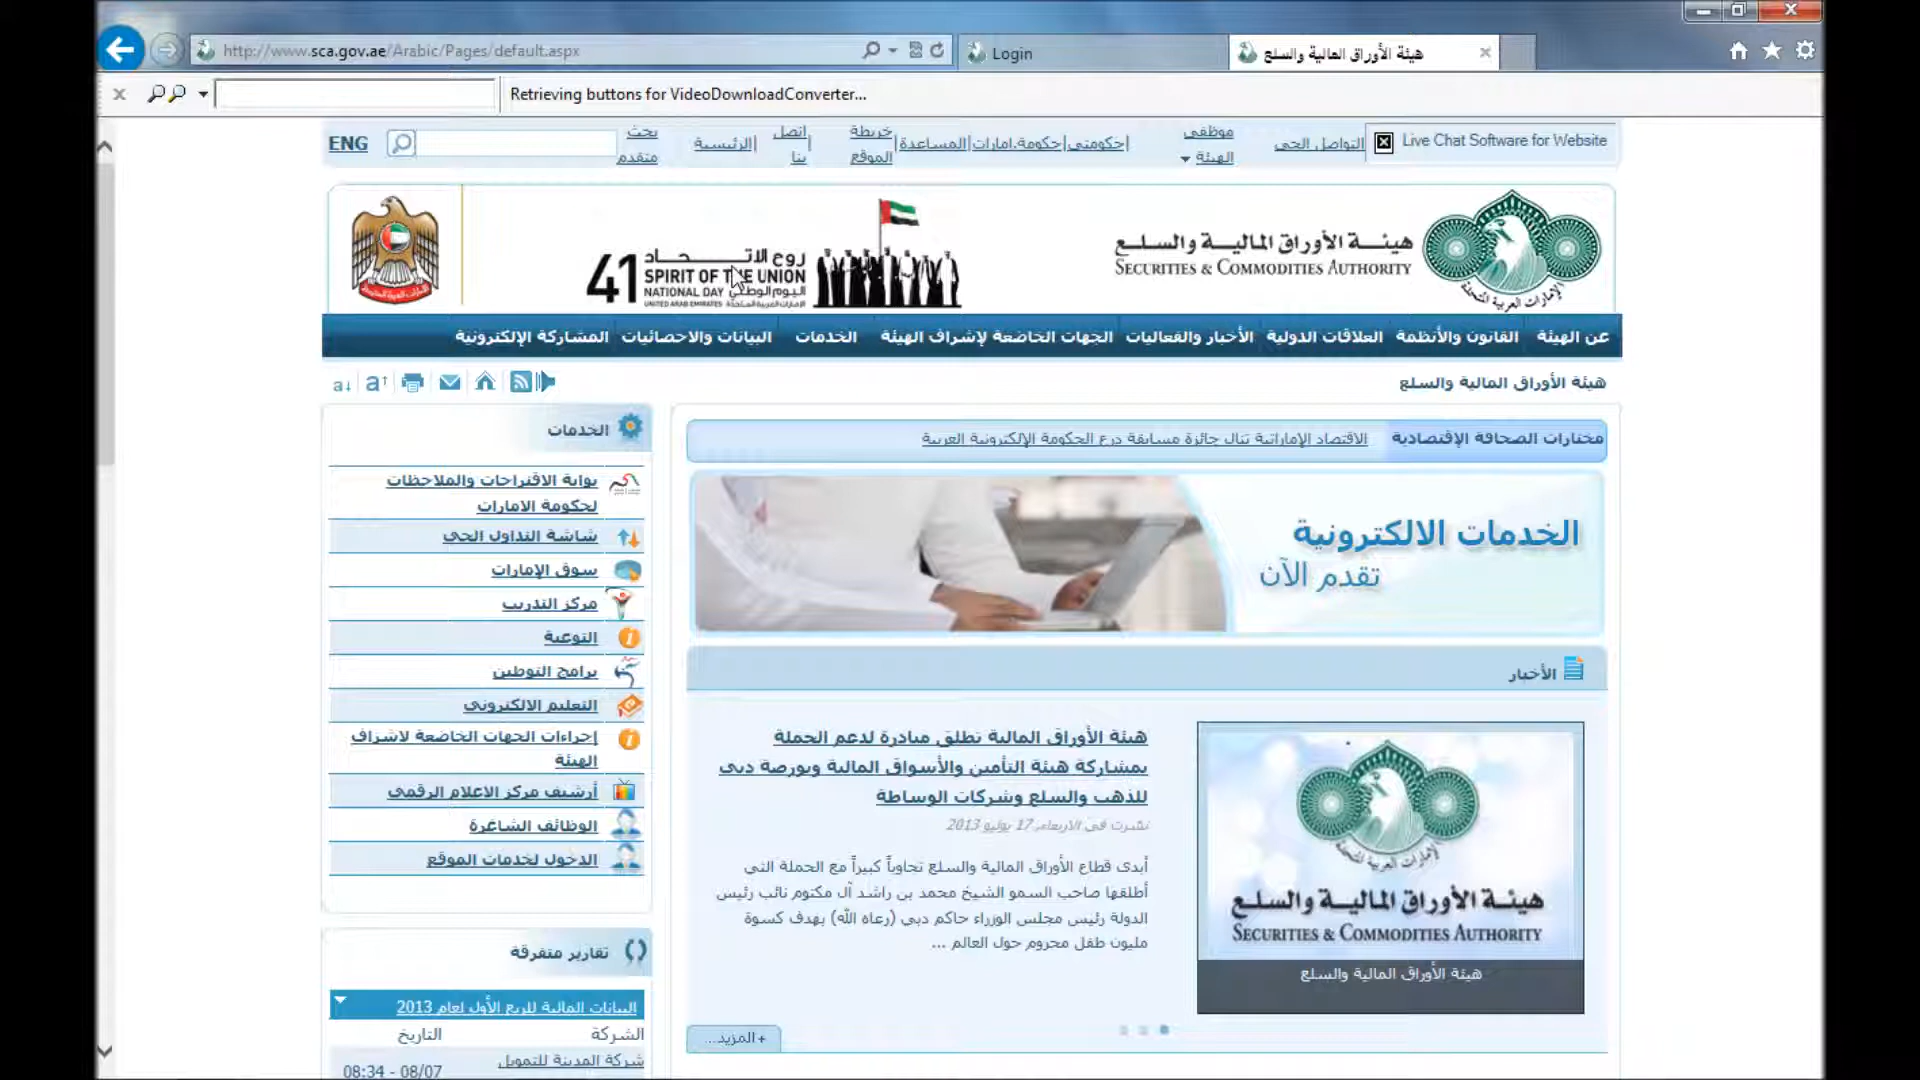 http://www.sca.gov.ae/Arabic/Pages/default.aspx
Login
هيئة الأوراق المالية والسلع
Retrieving buttons for VideoDownloadConverter...
ENG
بحث متقدم
الرئيسية
اتصل بنا
خريطة الموقع
المساعدة|حكومة.امارات|حكومتي|
موظفي الهيئة
التواصل الحي
Live Chat Software for Website
41
روح الاتحاد
SPIRIT OF THE UNION
NATIONAL DAY اليوم الوطني
UNITED ARAB EMIRATES الإمارات العربية المتحدة
هيئة الأوراق المالية والسلع
SECURITIES & COMMODITIES AUTHORITY
الإمارات العربية المتحدة
عن الهيئة
القانون والأنظمة
العلاقات الدولية
الأخبار والفعاليات
الجهات الخاضعة لإشراف الهيئة
الخدمات
البيانات والاحصائيات
المشاركة الإلكترونية
a↓ a↑
هيئة الأوراق المالية والسلع
الخدمات
بوابة الاقتراحات والملاحظات
لحكومة الامارات
شاشة التداول الحي
سوق الإمارات
مركز التدريب
التوعية
برامج التوطين
التعليم الالكتروني
إجراءات الجهات الخاضعة لاشراف
الهيئة
أرشيف مركز الاعلام الرقمي
الوظائف الشاغرة
الدخول لخدمات الموقع
تقارير متفرقة
البيانات المالية للربع الأول لعام 2013
الشركة
التاريخ
شركة المدينة للتمويل
08:34 - 08/07
مختارات الصحافة الإقتصادية
الاقتصاد الإماراتية تنال جائزة مسابقة درع الحكومة الإلكترونية العربية
الخدمات الالكترونية
تقدم الآن
الأخبار
هيئة الأوراق المالية تطلق مبادرة لدعم الحملة
بمشاركة هيئة التأمين والأسواق المالية وبورصة دبي
للذهب والسلع وشركات الوساطة
نشرت في الاربعاء, 17 يوليو 2013
أبدى قطاع الأوراق المالية والسلع تجاوباً كبيراً مع الحملة التي
أطلقها صاحب السمو الشيخ محمد بن راشد آل مكتوم نائب رئيس
الدولة رئيس مجلس الوزراء حاكم دبي (رعاه الله) بهدف كسوة
مليون طفل محروم حول العالم ...
الإمارات العربية المتحدة
هيئة الأوراق المالية والسلع
SECURITIES & COMMODITIES AUTHORITY
هيئة الأوراق المالية والسلع
+ المزيد...